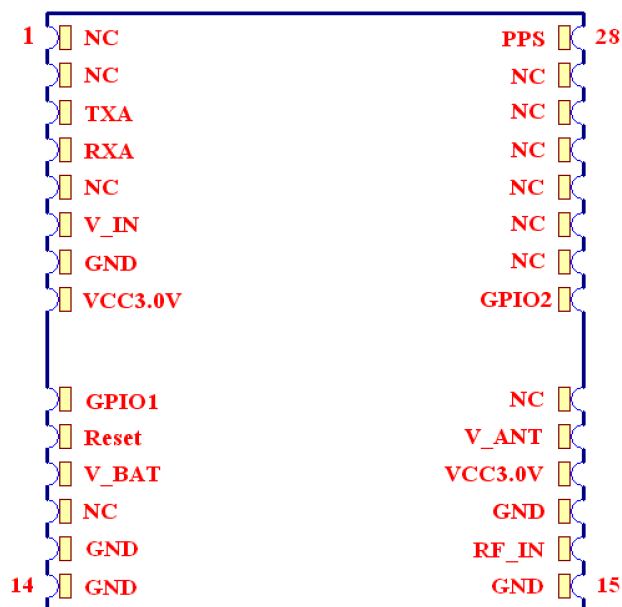 1 NC PPS 28
NC NC
TXA NC
RXA NC
NC NC
V_IN NC
GND NC
VCC3.0V GPIO2
GPIO1 NC
Reset V_ANT
V_BAT VCC3.0V
NC GND
GND RF_IN
14 GND GND 15